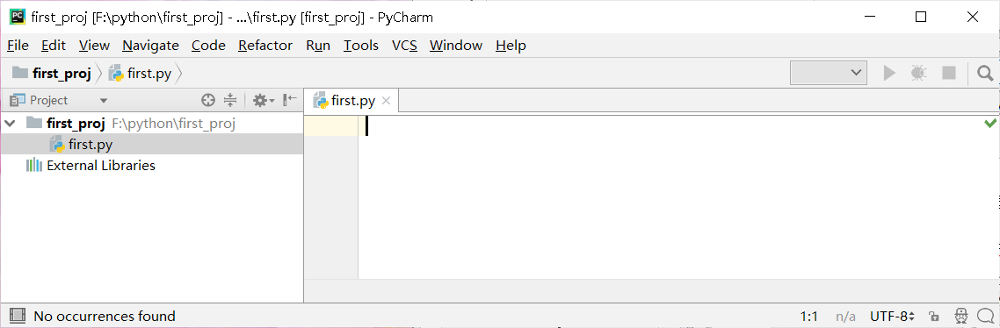 first_proj [F:\python\first_proj] - ...\first.py [first_proj] - PyCharm
File Edit View Navigate Code Refactor Run Tools VCS Window Help
first_proj first.py
Project
first.py
first_proj F:\python\first_proj
first.py
External Libraries
No occurrences found 1:1 n/a UTF-8